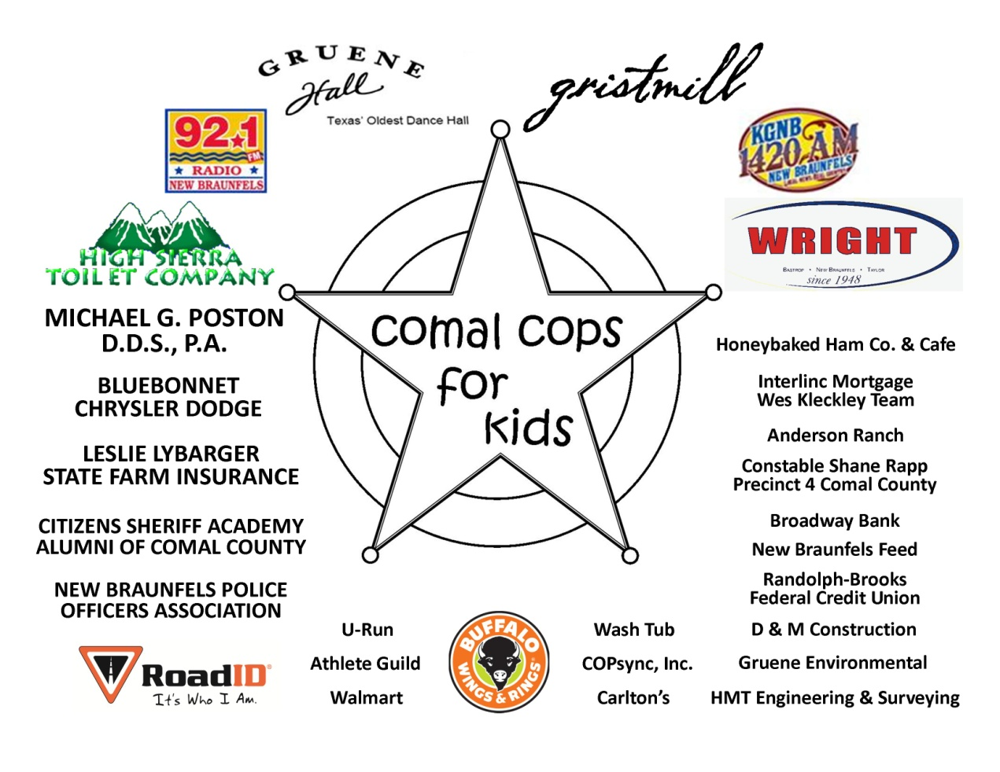 GRUENE
Hall
Texas' Oldest Dance Hall
gristmill
92.1
FM
RADIO
NEW BRAUNFELS
KGNB
1420 AM
NEW BRAUNFELS
HIGH SIERRA
TOILET COMPANY
WRIGHT
BASTROP • NEW BRAUNFELS • TAYLOR
since 1948
MICHAEL G. POSTON
D.D.S., P.A.
BLUEBONNET
CHRYSLER DODGE
LESLIE LYBARGER
STATE FARM INSURANCE
CITIZENS SHERIFF ACADEMY
ALUMNI OF COMAL COUNTY
NEW BRAUNFELS POLICE
OFFICERS ASSOCIATION
RoadID®
It's Who I Am.
comal cops
for
kids
Honeybaked Ham Co. & Cafe
Interlinc Mortgage
Wes Kleckley Team
Anderson Ranch
Constable Shane Rapp
Precinct 4 Comal County
Broadway Bank
New Braunfels Feed
Randolph-Brooks
Federal Credit Union
D & M Construction
Gruene Environmental
HMT Engineering & Surveying
U-Run
Athlete Guild
Walmart
BUFFALO
WINGS & RINGS
Wash Tub
COPsync, Inc.
Carlton's